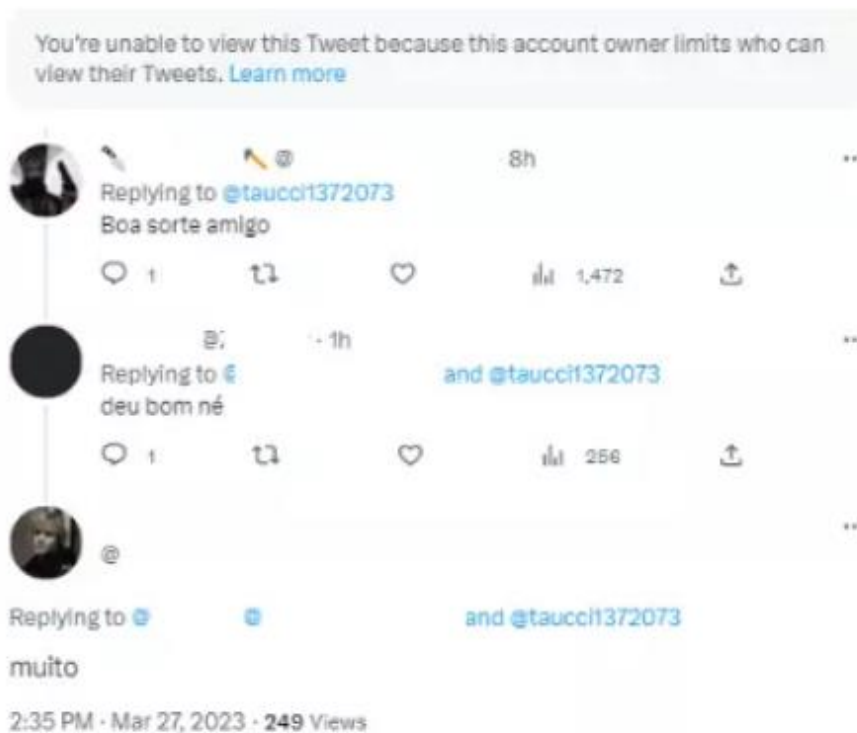 You're unable to view this Tweet because this account owner limits who can
view their Tweets. Learn more
@ 8h
Replying to @taucci1372073
Boa sorte amigo
1 1,472
@ · 1h
Replying to @ and @taucci1372073
deu bom né
1 256
@
Replying to @ @ and @taucci1372073
muito
2:35 PM · Mar 27, 2023 · 249 Views